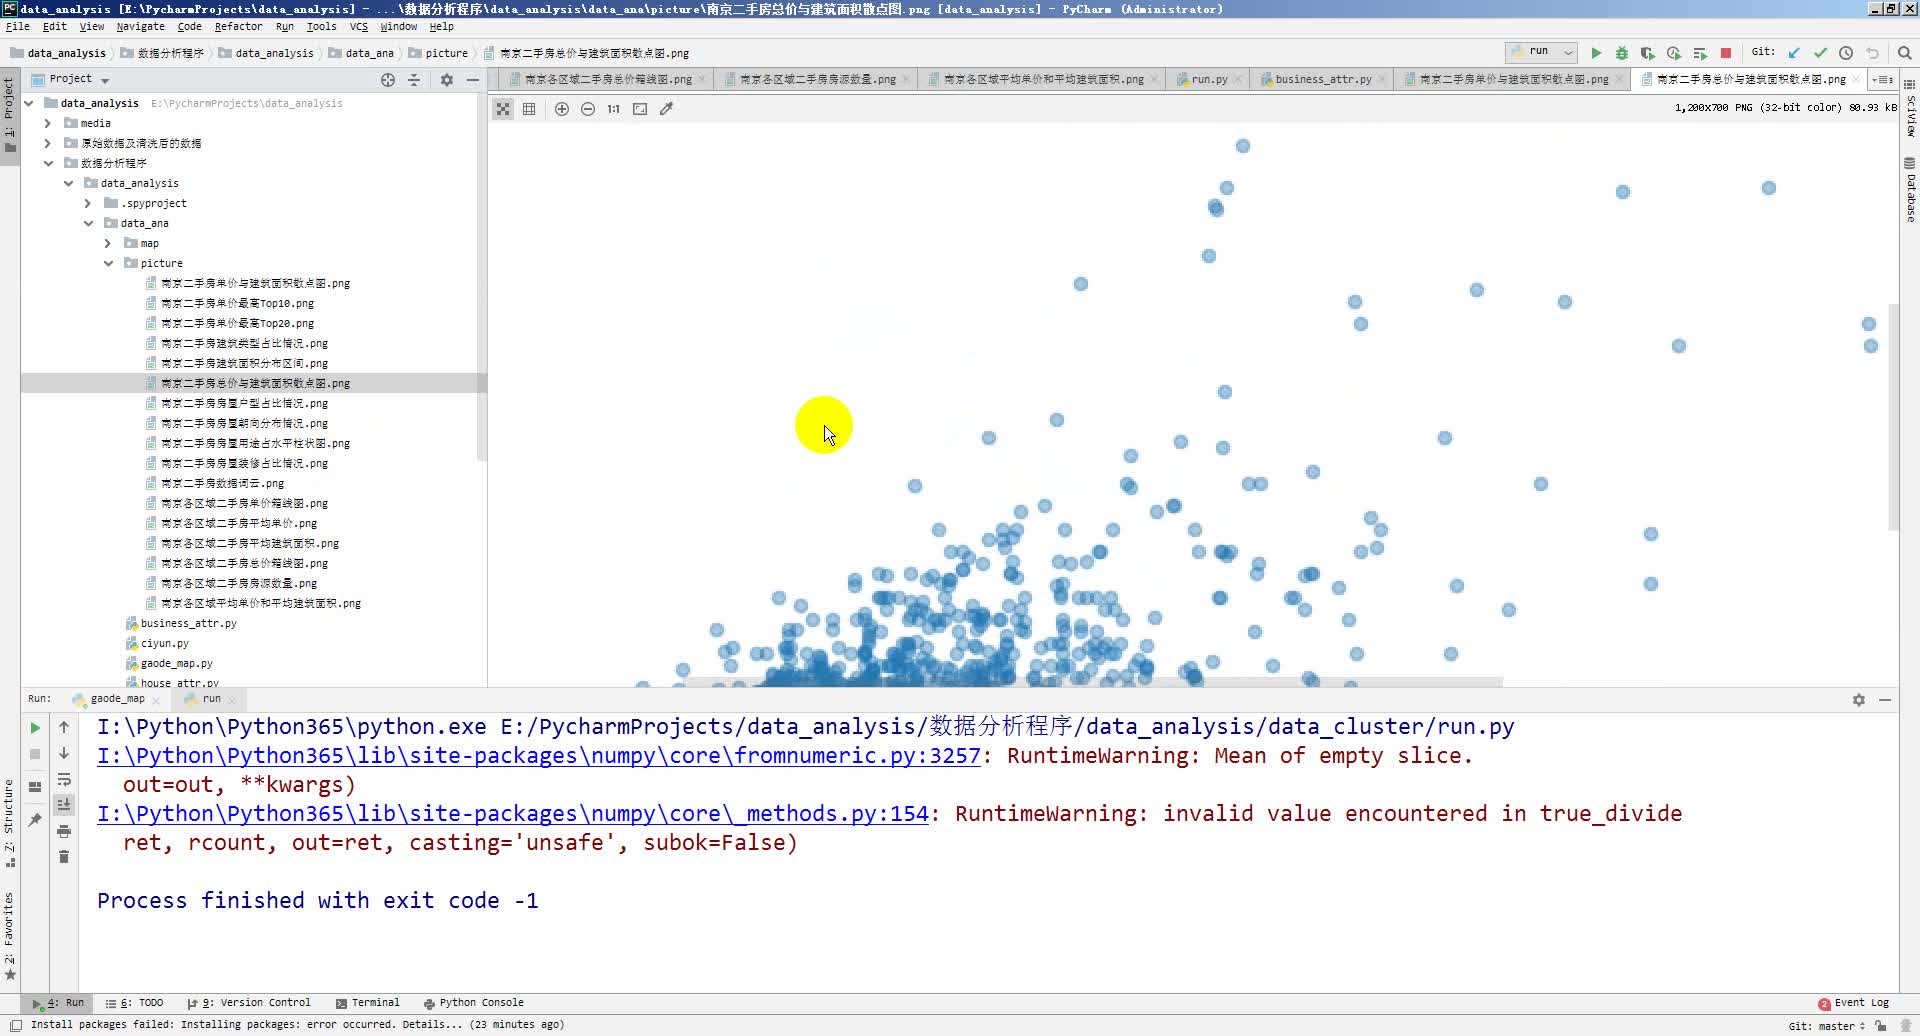 data_analysis [E:\PycharmProjects\data_analysis] - ...\数据分析程序\data_analysis\data_ana\picture\南京二手房总价与建筑面积散点图.png [data_analysis] - PyCharm (Administrator)
File Edit View Navigate Code Refactor Run Tools VCS Window Help
data_analysis 数据分析程序 data_analysis data_ana picture 南京二手房总价与建筑面积散点图.png run Git:
Project 南京各区域二手房总价箱线图.png 南京各区域二手房房源数量.png 南京各区域平均单价和平均建筑面积.png run.py business_attr.py 南京二手房单价与建筑面积散点图.png 南京二手房总价与建筑面积散点图.png
1:1 1,200x700 PNG (32-bit color) 80.93 kB
1: Project
SciView
Database
data_analysis E:\PycharmProjects\data_analysis
media
原始数据及清洗后的数据
数据分析程序
data_analysis
.spyproject
data_ana
map
picture
南京二手房单价与建筑面积散点图.png
南京二手房单价最高Top10.png
南京二手房单价最高Top20.png
南京二手房建筑类型占比情况.png
南京二手房建筑面积分布区间.png
南京二手房总价与建筑面积散点图.png
南京二手房房屋户型占比情况.png
南京二手房房屋朝向分布情况.png
南京二手房房屋用途占水平柱状图.png
南京二手房房屋装修占比情况.png
南京二手房数据词云.png
南京各区域二手房单价箱线图.png
南京各区域二手房平均单价.png
南京各区域二手房平均建筑面积.png
南京各区域二手房总价箱线图.png
南京各区域二手房房源数量.png
南京各区域平均单价和平均建筑面积.png
business_attr.py
ciyun.py
gaode_map.py
house_attr.py
Run: gaode_map run
I:\Python\Python365\python.exe E:/PycharmProjects/data_analysis/数据分析程序/data_analysis/data_cluster/run.py
I:\Python\Python365\lib\site-packages\numpy\core\fromnumeric.py:3257: RuntimeWarning: Mean of empty slice.
out=out, **kwargs)
I:\Python\Python365\lib\site-packages\numpy\core\_methods.py:154: RuntimeWarning: invalid value encountered in true_divide
ret, rcount, out=ret, casting='unsafe', subok=False)
Process finished with exit code -1
Z: Structure
2: Favorites
4: Run 6: TODO 9: Version Control Terminal Python Console 2 Event Log
Install packages failed: Installing packages: error occurred. Details... (23 minutes ago) Git: master